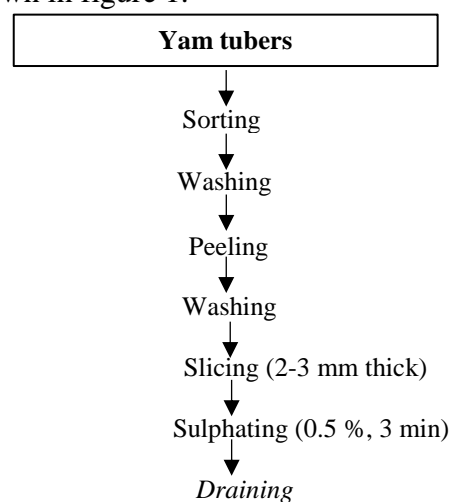 wn in figure 1.
Yam tubers
Sorting
Washing
Peeling
Washing
Slicing (2-3 mm thick)
Sulphating (0.5 %, 3 min)
Draining